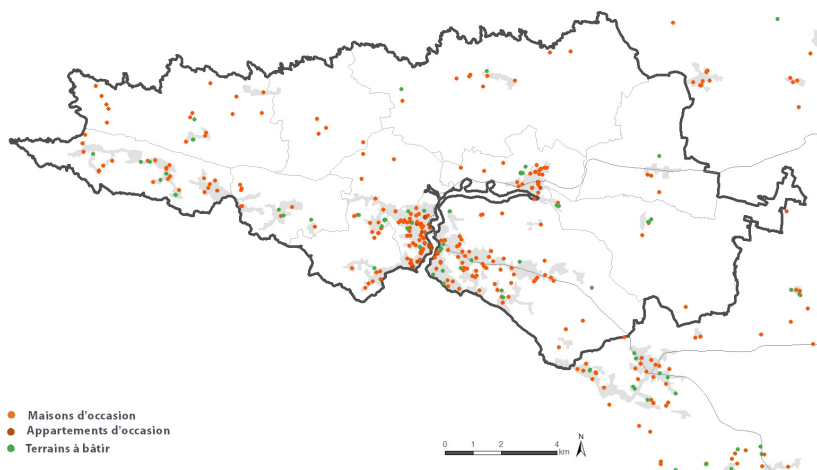 Maisons d'occasion
Appartements d'occasion
Terrains à bâtir
0 1 2 4
km
N